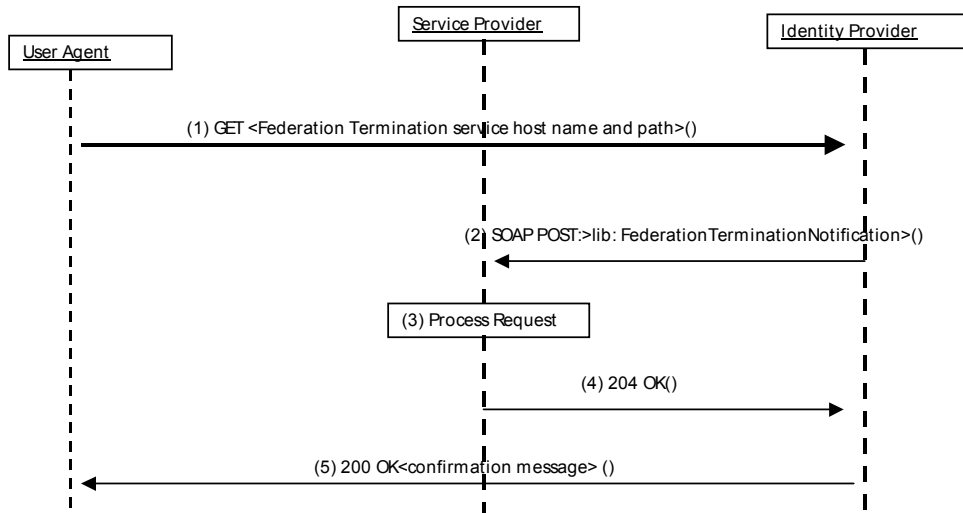 Service Provider
Identity Provider
User Agent
(1) GET <Federation Termination service host name and path>()
(2) SOAP POST:>lib: FederationTerminationNotification>()
(3) Process Request
(4) 204 OK()
(5) 200 OK<confirmation message> ()